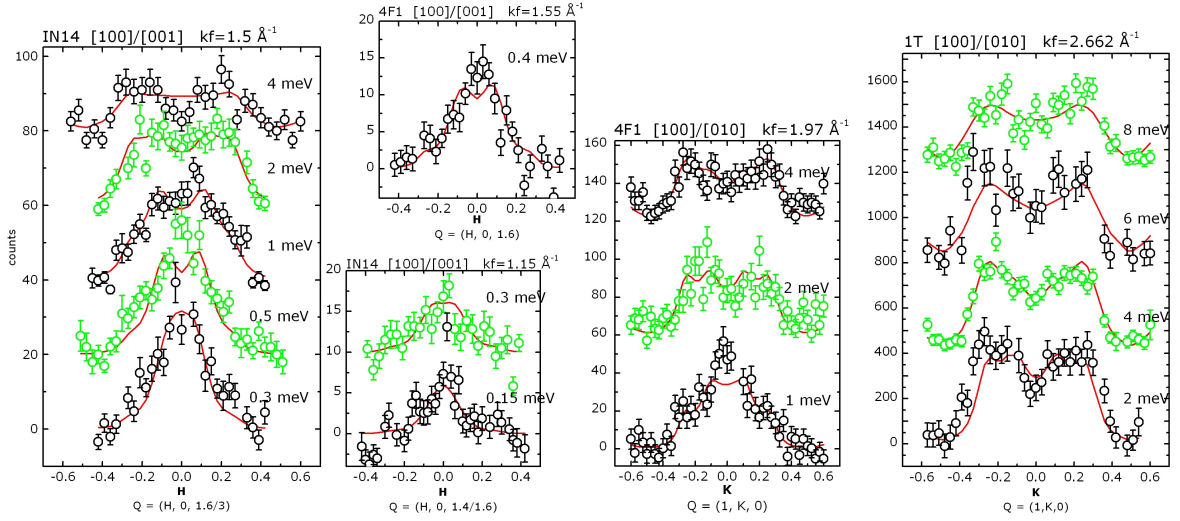 IN14 [100]/[001] kf=1.5 Å⁻¹
100
80
60
40
20
0
counts
4 meV
2 meV
1 meV
0.5 meV
0.3 meV
-0.6 -0.4 -0.2 0.0 0.2 0.4 0.6
H
Q = (H, 0, 1.6/3)
4F1 [100]/[001] kf=1.55 Å⁻¹
20
15
10
5
0
0.4 meV
-0.4 -0.2 0.0 0.2 0.4
H
Q = (H, 0, 1.6)
IN14 [100]/[001] kf=1.15 Å⁻¹
20
15
10
5
0
0.3 meV
0.15 meV
-0.4 -0.2 0.0 0.2 0.4
H
Q = (H, 0, 1.4/1.6)
4F1 [100]/[010] kf=1.97 Å⁻¹
160
140
120
100
80
60
40
20
0
4 meV
2 meV
1 meV
-0.6 -0.4 -0.2 0.0 0.2 0.4 0.6
K
Q = (1, K, 0)
1T [100]/[010] kf=2.662 Å⁻¹
1600
1400
1200
1000
800
600
400
200
0
8 meV
6 meV
4 meV
2 meV
-0.6 -0.4 -0.2 0.0 0.2 0.4 0.6
K
Q = (1,K,0)